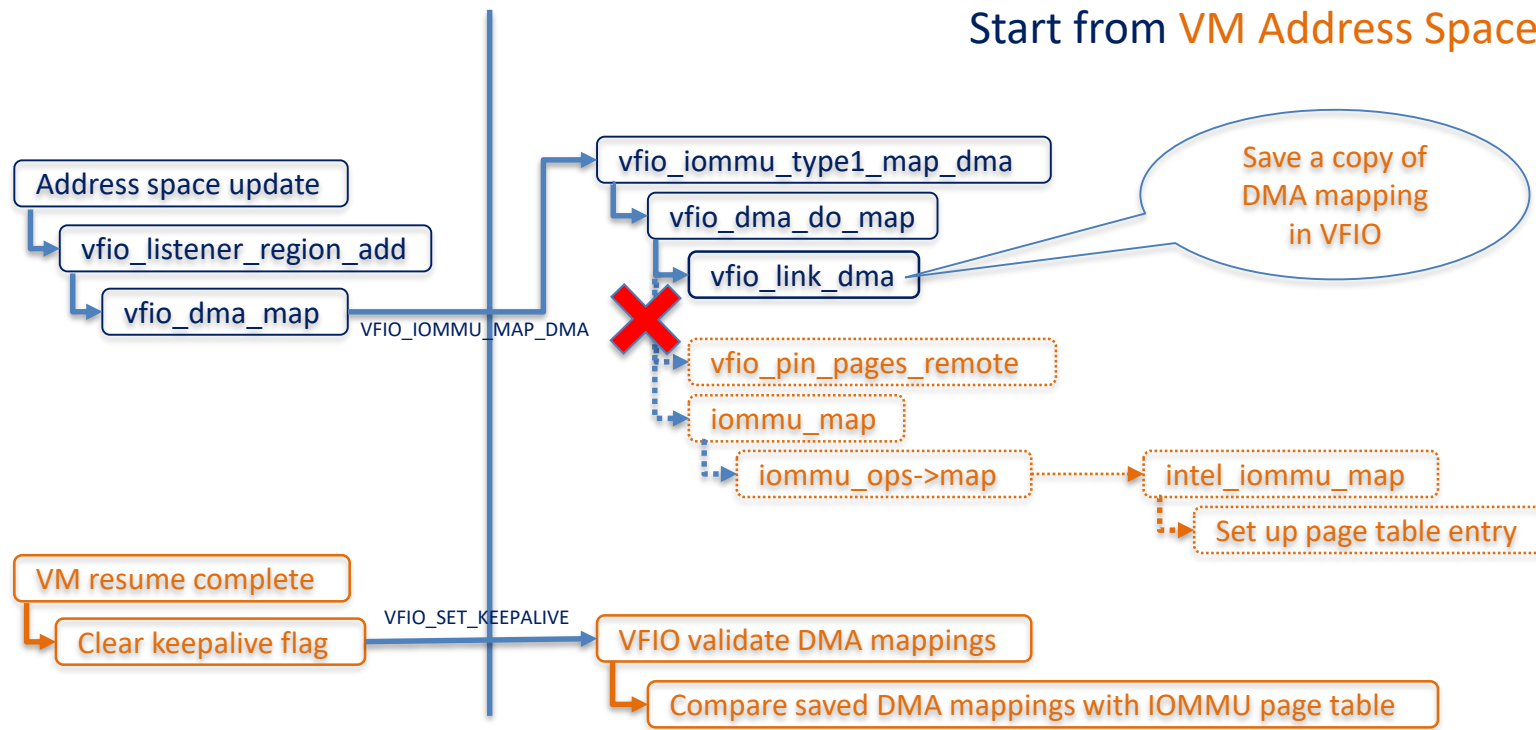 Start from VM Address Space
Address space update
vfio_listener_region_add
vfio_dma_map
VFIO_IOMMU_MAP_DMA
vfio_iommu_type1_map_dma
vfio_dma_do_map
vfio_link_dma
Save a copy of
DMA mapping
in VFIO
vfio_pin_pages_remote
iommu_map
iommu_ops->map
intel_iommu_map
Set up page table entry
VM resume complete
Clear keepalive flag
VFIO_SET_KEEPALIVE
VFIO validate DMA mappings
Compare saved DMA mappings with IOMMU page table